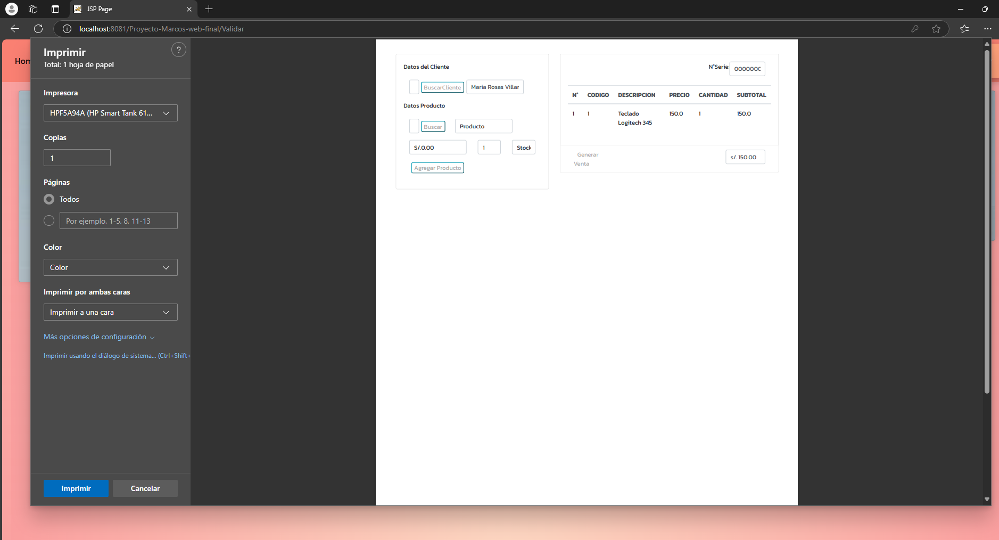 JSP Page
localhost:8081/Proyecto-Marcos-web-final/Validar
Imprimir
?
Total: 1 hoja de papel
Impresora
HPF5A94A (HP Smart Tank 61...
Copias
1
Páginas
Todos
Por ejemplo, 1-5, 8, 11-13
Color
Color
Imprimir por ambas caras
Imprimir a una cara
Más opciones de configuración
Imprimir usando el diálogo de sistema... (Ctrl+Shift+
Imprimir Cancelar
Datos del Cliente
BuscarCliente Maria Rosas Villar
Datos Producto
Buscar Producto
S/.0.00 1 Stock
Agregar Producto
N°Serie: 0000000
N° CODIGO DESCRIPCION PRECIO CANTIDAD SUBTOTAL
1 1 Teclado 150.0 1 150.0
Logitech 345
Generar
Venta
s/. 150.00